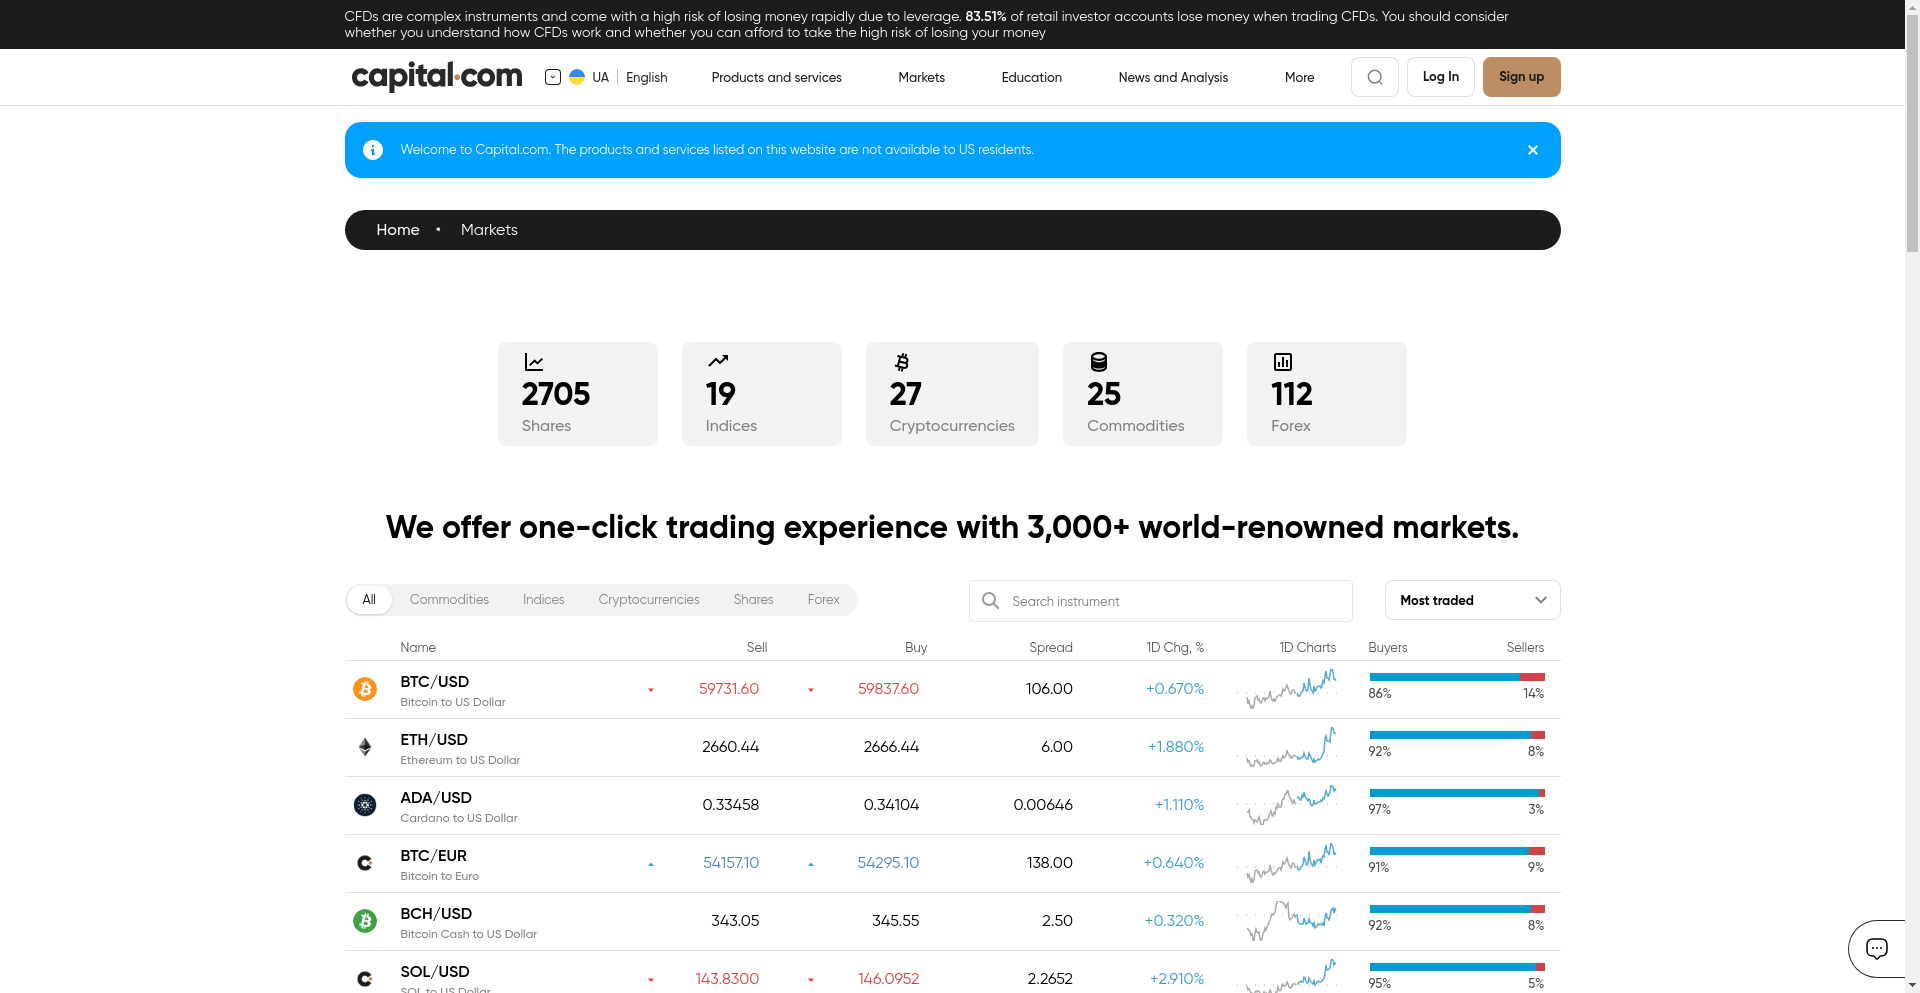 CFDs are complex instruments and come with a high risk of losing money rapidly due to leverage. 83.51% of retail investor accounts lose money when trading CFDs. You should consider
whether you understand how CFDs work and whether you can afford to take the high risk of losing your money
capital.com
UA English
Products and services
Markets
Education
News and Analysis
More
Log In
Sign up
Welcome to Capital.com. The products and services listed on this website are not available to US residents.
Home • Markets
2705
Shares
19
Indices
27
Cryptocurrencies
25
Commodities
112
Forex
We offer one-click trading experience with 3,000+ world-renowned markets.
All Commodities Indices Cryptocurrencies Shares Forex
Search instrument
Most traded
Name Sell Buy Spread 1D Chg, % 1D Charts Buyers Sellers
BTC/USD 59731.60 59837.60 106.00 +0.670% 86% 14%
Bitcoin to US Dollar
ETH/USD 2660.44 2666.44 6.00 +1.880% 92% 8%
Ethereum to US Dollar
ADA/USD 0.33458 0.34104 0.00646 +1.110% 97% 3%
Cardano to US Dollar
BTC/EUR 54157.10 54295.10 138.00 +0.640% 91% 9%
Bitcoin to Euro
BCH/USD 343.05 345.55 2.50 +0.320% 92% 8%
Bitcoin Cash to US Dollar
SOL/USD 143.8300 146.0952 2.2652 +2.910% 95% 5%
SOL to US Dollar